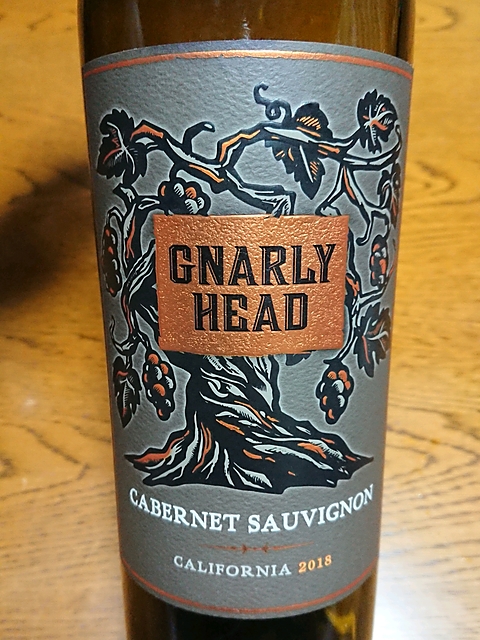 GNARLY
HEAD
CABERNET SAUVIGNON
CALIFORNIA 2018